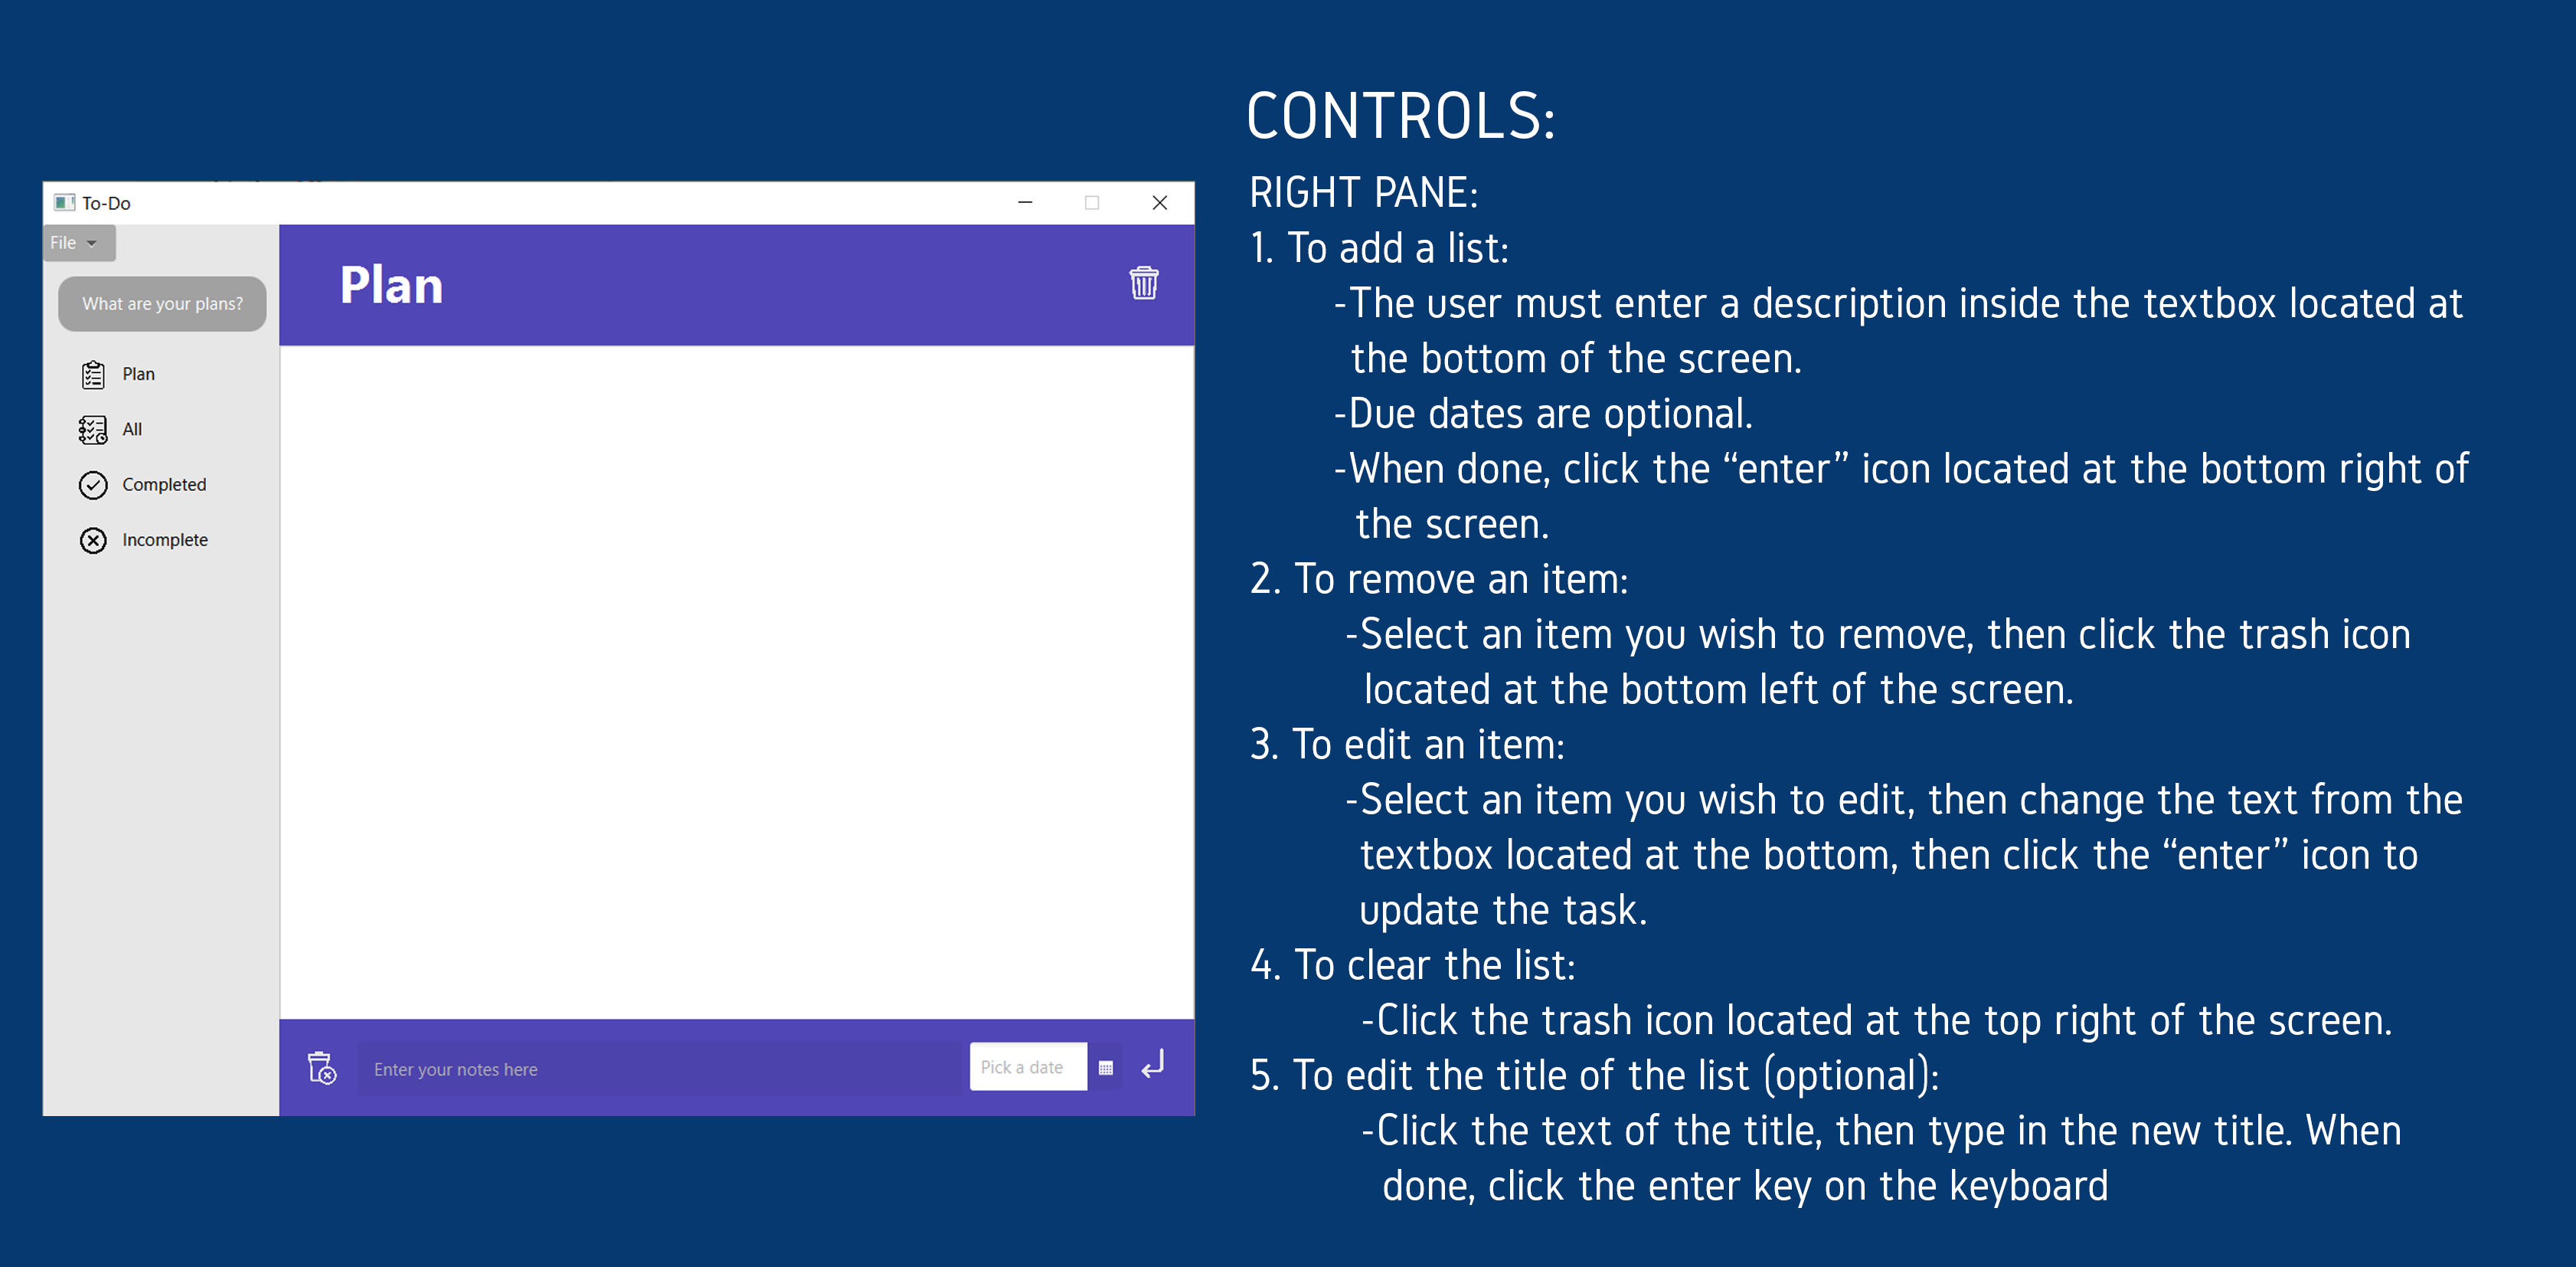 To-Do
File
What are your plans?
Plan
All
Completed
Incomplete
Plan
Enter your notes here
Pick a date
CONTROLS:
RIGHT PANE:
1. To add a list:
-The user must enter a description inside the textbox located at
the bottom of the screen.
-Due dates are optional.
-When done, click the “enter” icon located at the bottom right of
the screen.
2. To remove an item:
-Select an item you wish to remove, then click the trash icon
located at the bottom left of the screen.
3. To edit an item:
-Select an item you wish to edit, then change the text from the
textbox located at the bottom, then click the “enter” icon to
update the task.
4. To clear the list:
-Click the trash icon located at the top right of the screen.
5. To edit the title of the list (optional):
-Click the text of the title, then type in the new title. When
done, click the enter key on the keyboard